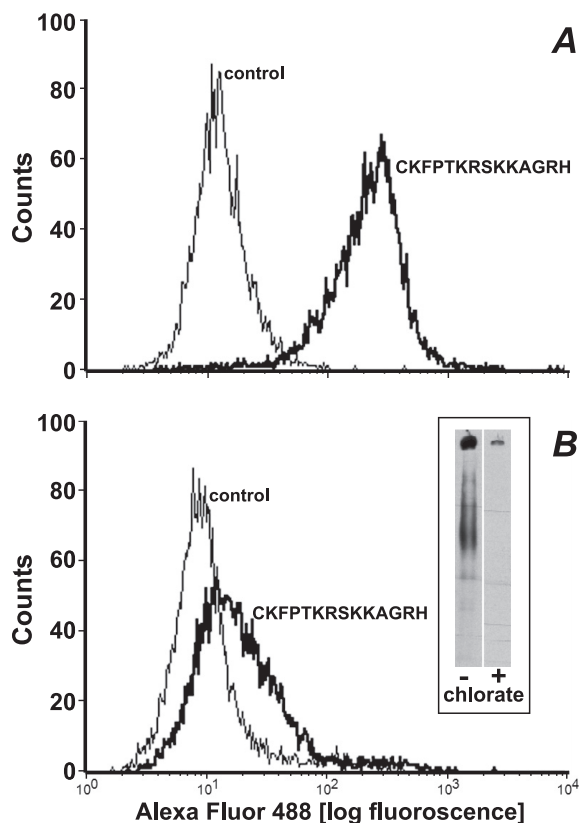 A
100
80
60
40
20
0
Counts
control
CKFPTKRSKKAGRH
B
100
80
60
40
20
0
Counts
control
CKFPTKRSKKAGRH
- +
chlorate
10⁰ 10¹ 10² 10³ 10⁴
Alexa Fluor 488 [log fluoroscence]